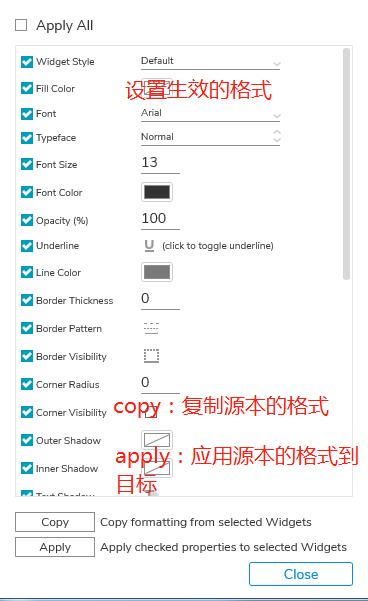 Apply All
Widget Style Default
Fill Color
设置生效的格式
Font Arial
Typeface Normal
Font Size 13
Font Color
Opacity (%) 100
Underline U (click to toggle underline)
Line Color
Border Thickness 0
Border Pattern
Border Visibility
Corner Radius 0
copy：复制源本的格式
Corner Visibility
Outer Shadow
apply：应用源本的格式到
Inner Shadow
目标
Text Shadow
Copy Copy formatting from selected Widgets
Apply Apply checked properties to selected Widgets
Close